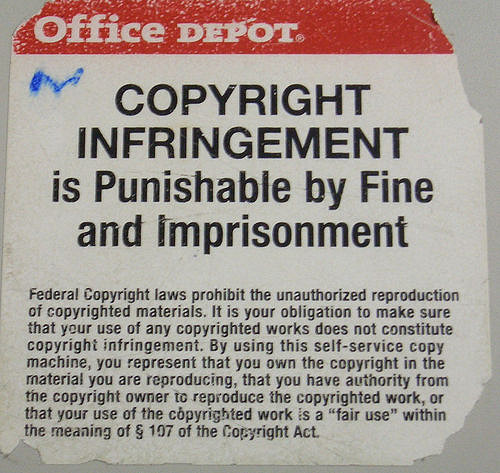 Office DEPOT®
COPYRIGHT
INFRINGEMENT
is Punishable by Fine
and Imprisonment
Federal Copyright laws prohibit the unauthorized reproduction
of copyrighted materials. It is your obligation to make sure
that your use of any copyrighted works does not constitute
copyright infringement. By using this self-service copy
machine, you represent that you own the copyright in the
material you are reproducing, that you have authority from
the copyright owner to reproduce the copyrighted work, or
that your use of the copyrighted work is a “fair use” within
the meaning of § 107 of the Copyright Act.